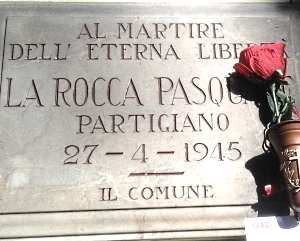 AL MARTIRE
DELL' ETERNA
LA ROCCA
PARTIGIANO
27-4-1945
IL COMUNE